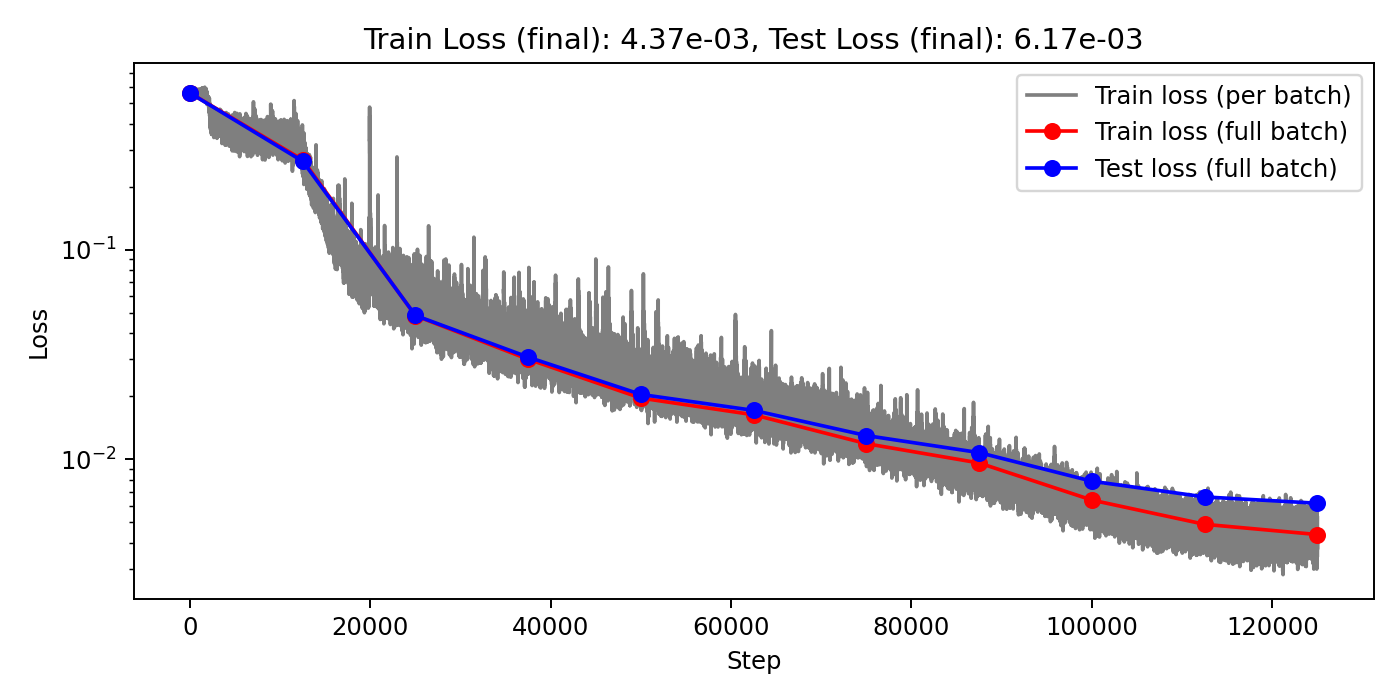 Train Loss (final): 4.37e-03, Test Loss (final): 6.17e-03
Train loss (per batch)
Train loss (full batch)
Test loss (full batch)
Loss
10⁻¹
10⁻²
0 20000 40000 60000 80000 100000 120000
Step